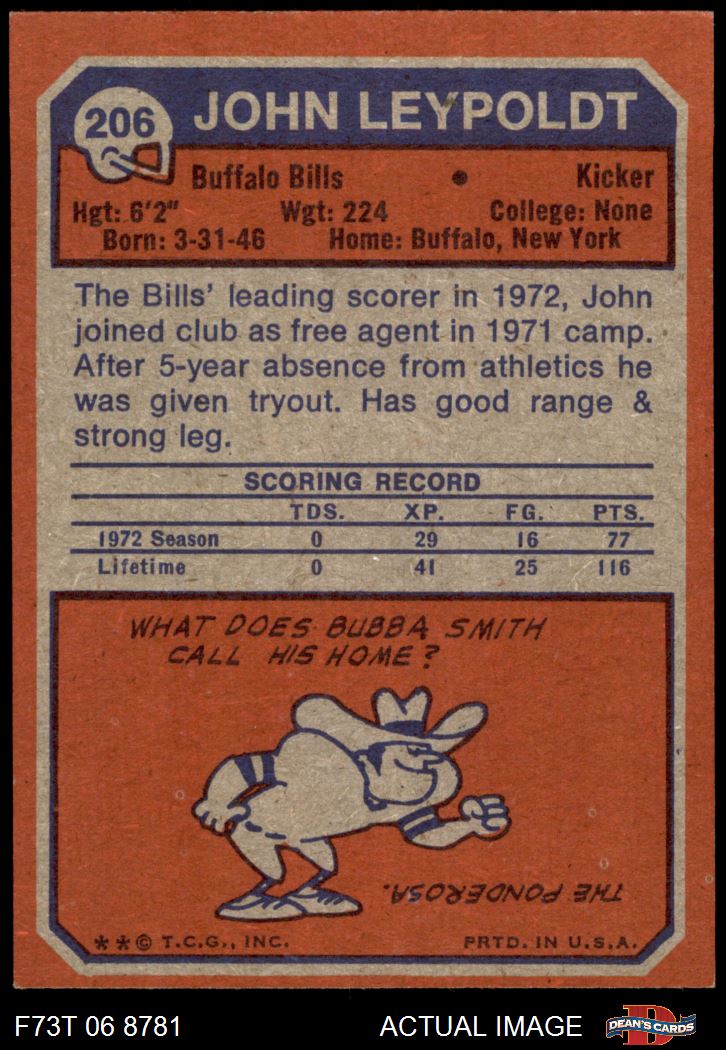 206
JOHN LEYPOLDT
Buffalo Bills • Kicker
Hgt: 6'2" Wgt: 224 College: None
Born: 3-31-46 Home: Buffalo, New York
The Bills' leading scorer in 1972, John
joined club as free agent in 1971 camp.
After 5-year absence from athletics he
was given tryout. Has good range &
strong leg.
SCORING RECORD
TDS. XP. FG. PTS.
1972 Season 0 29 16 77
Lifetime 0 41 25 116
WHAT DOES BUBBA SMITH
CALL HIS HOME?
THE PONDEROSA.
**© T.C.G., INC. PRTD. IN U.S.A.
F73T 06 8781 ACTUAL IMAGE
D
DEAN'S CARDS